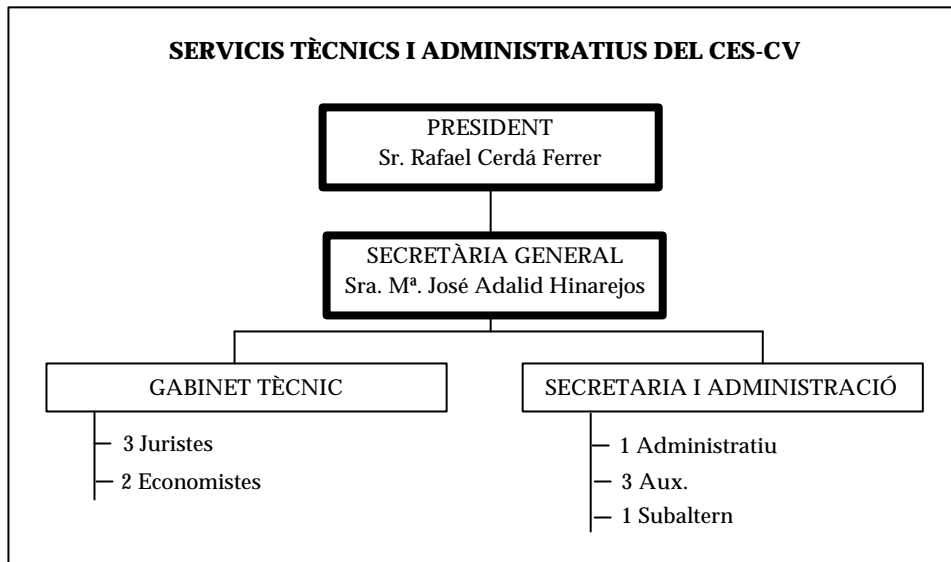 SERVICIS TÈCNICS I ADMINISTRATIUS DEL CES-CV
PRESIDENT
Sr. Rafael Cerdá Ferrer
SECRETÀRIA GENERAL
Sra. Mª. José Adalid Hinarejos
GABINET TÈCNIC
3 Juristes
2 Economistes
SECRETARIA I ADMINISTRACIÓ
1 Administratiu
3 Aux.
1 Subaltern